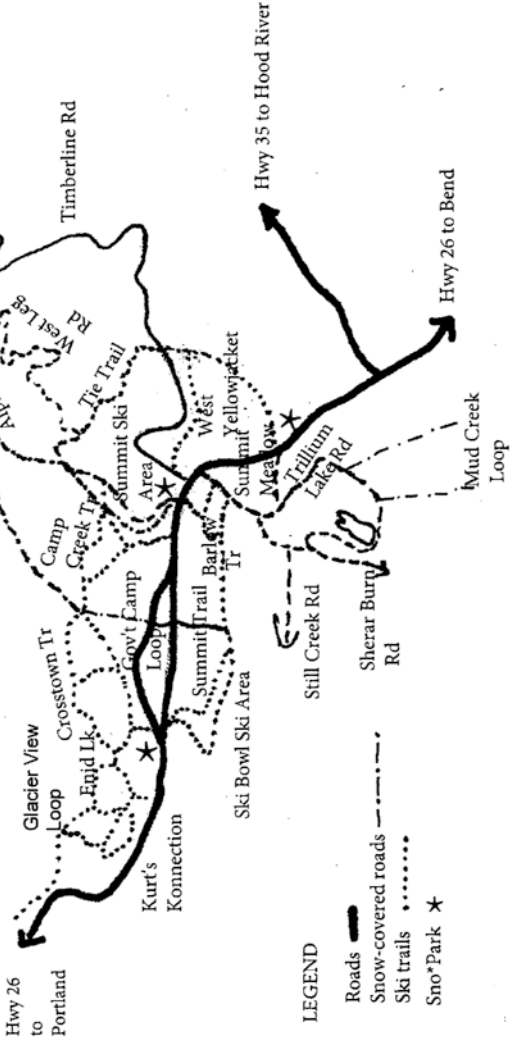 Timberline Rd
Hwy 35 to Hood River
Hwy 26 to Bend
West Leg
Rd
Tie Trail
Summit Ski
Area
West
Yellowjacket
Summit
Meadow
Trillium
Lake Rd
Mud Creek
Loop
Camp
Creek Tr
Barlow
Tr
Gov't Camp
Loop
Summit Trail
Still Creek Rd
Sherar Burn
Rd
Crosstown Tr
Enid Lk
Ski Bowl Ski Area
Glacier View
Loop
Kurt's
Konnection
Hwy 26
to
Portland
LEGEND
Roads
Snow-covered roads
Ski trails
Sno*Park